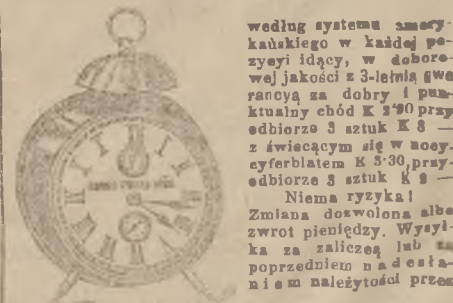 według systemu amery-
kańskiego w każdej po-
zycyi idący, w doboro-
wej jakości z 3-letnią gwa
rancyą za dobry i pun-
ktualny chód K 2·90 przy
odbiorze 3 sztuk K 8 —
z świecącym się w nocy
cyferblatem K 3·30, przy
odbiorze 3 sztuk K 9 —
Niema ryzyka!
Zmiana dozwolona albo
zwrot pieniędzy. Wysył-
ka za zaliczeą lub za
poprzedniem nadesła-
niem należytości przez